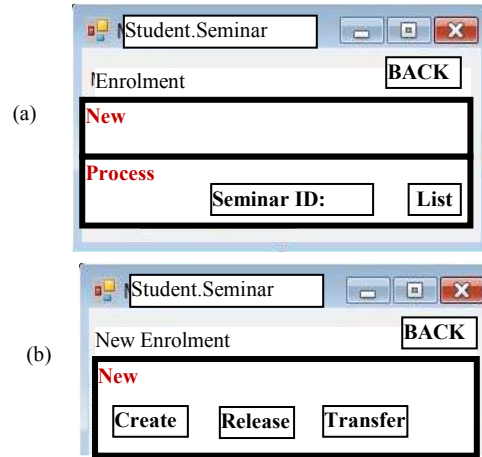 Student.Seminar
Enrolment
BACK
(a)
New
Process
Seminar ID:
List
Student.Seminar
New Enrolment
BACK
(b)
New
Create Release Transfer